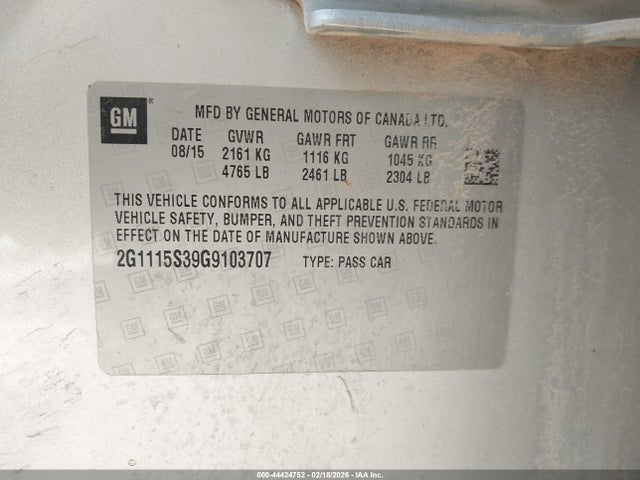 GM ® MFD BY GENERAL MOTORS OF CANADA LTD.
DATE GVWR GAWR FRT GAWR RR
08/15 2161 KG 1116 KG 1045 KG
4765 LB 2461 LB 2304 LB
THIS VEHICLE CONFORMS TO ALL APPLICABLE U.S. FEDERAL MOTOR
VEHICLE SAFETY, BUMPER, AND THEFT PREVENTION STANDARDS IN
EFFECT ON THE DATE OF MANUFACTURE SHOWN ABOVE.
2G1115S39G9103707 TYPE: PASS CAR
000-44424752 - 02/18/2026 - IAA Inc.